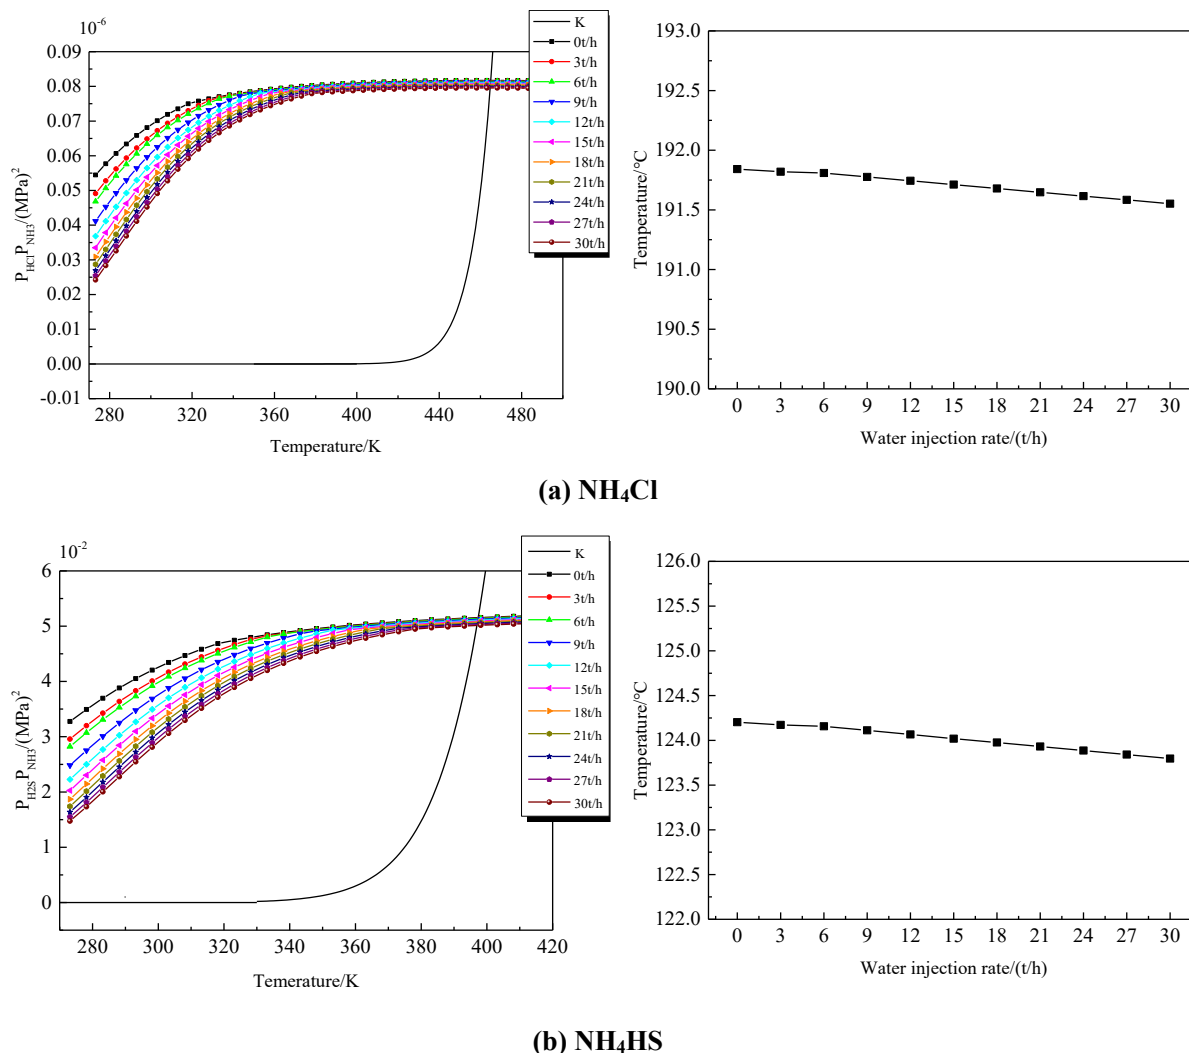 10⁻⁶
0.09
0.08
0.07
0.06
0.05
0.04
0.03
0.02
0.01
0.00
-0.01
P_HCl P_NH3/(MPa)²
280 320 360 400 440 480
Temperature/K
K
0t/h
3t/h
6t/h
9t/h
12t/h
15t/h
18t/h
21t/h
24t/h
27t/h
30t/h
193.0
192.5
192.0
191.5
191.0
190.5
190.0
Temperature/°C
0 3 6 9 12 15 18 21 24 27 30
Water injection rate/(t/h)
(a) NH₄Cl
10⁻²
6
5
4
3
2
1
0
P_H2S P_NH3/(MPa)²
280 300 320 340 360 380 400 420
Temerature/K
K
0t/h
3t/h
6t/h
9t/h
12t/h
15t/h
18t/h
21t/h
24t/h
27t/h
30t/h
126.0
125.5
125.0
124.5
124.0
123.5
123.0
122.5
122.0
Temperature/°C
0 3 6 9 12 15 18 21 24 27 30
Water injection rate/(t/h)
(b) NH₄HS